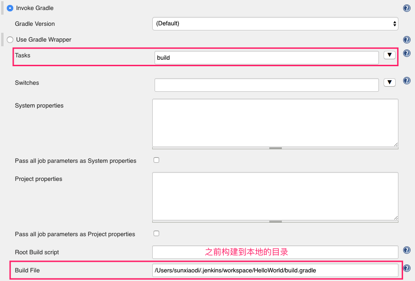 Invoke Gradle
Gradle Version
(Default)
Use Gradle Wrapper
Tasks
build
Switches
System properties
Pass all job parameters as System properties
Project properties
Pass all job parameters as Project properties
Root Build script
之前构建到本地的目录
Build File
/Users/sunxiaodi/.jenkins/workspace/HelloWorld/build.gradle